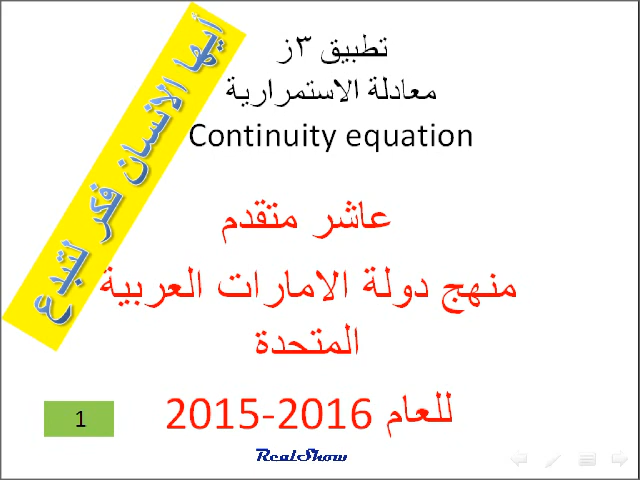 تطبيق ٣ز
معادلة الاستمرارية
Continuity equation
أيها الانسان فكر لتبدع
عاشر متقدم
منهج دولة الامارات العربية
المتحدة
للعام 2016-2015
1
RealShow